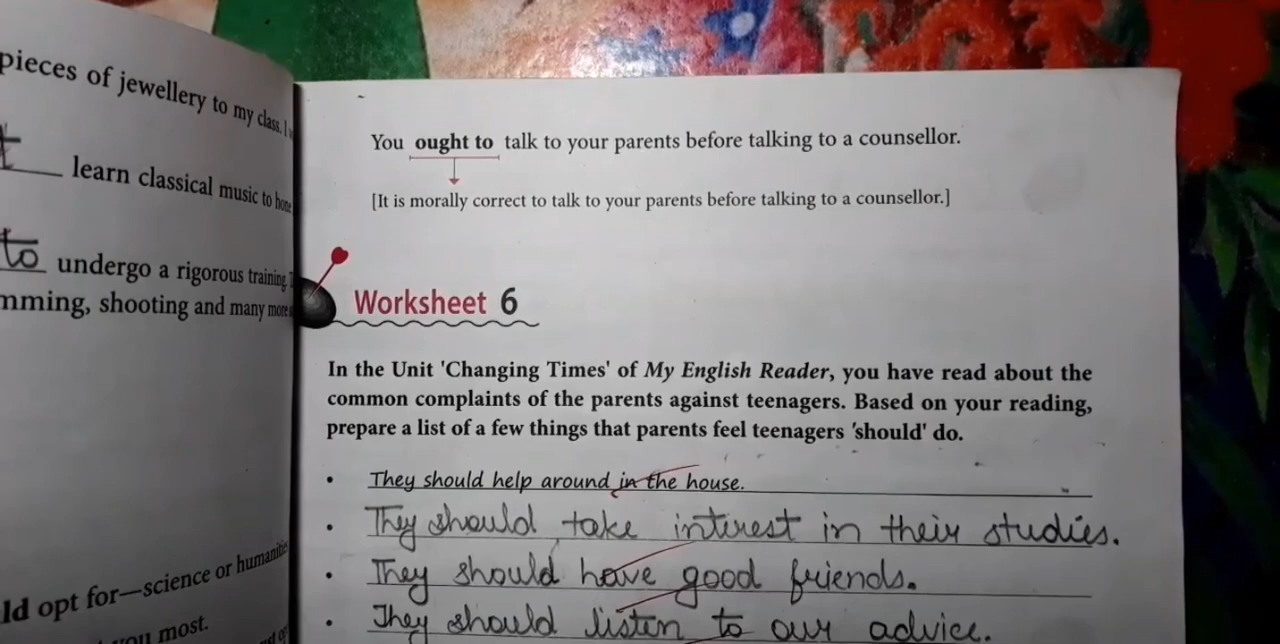 pieces of jewellery to my class. I
learn classical music to
to undergo a rigorous training.
mming, shooting and many more
ld opt for—science or humanities
you most.
You ought to talk to your parents before talking to a counsellor.
[It is morally correct to talk to your parents before talking to a counsellor.]
Worksheet 6
In the Unit 'Changing Times' of My English Reader, you have read about the
common complaints of the parents against teenagers. Based on your reading,
prepare a list of a few things that parents feel teenagers 'should' do.
• They should help around in the house.
• They should take interest in their studies.
• They should have good friends.
• They should listen to our advice.